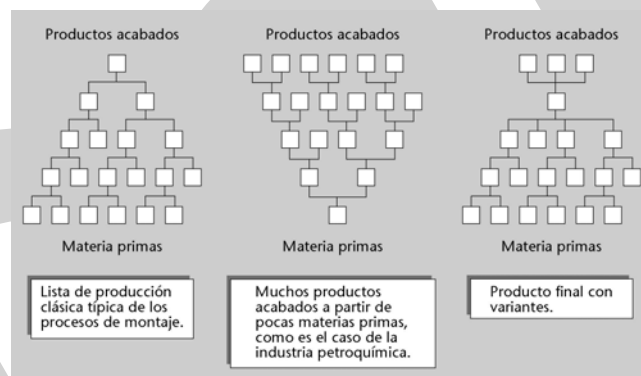 Productos acabados
Productos acabados
Productos acabados
Materia primas
Materia primas
Materia primas
Lista de producción
clásica típica de los
procesos de montaje.
Muchos productos
acabados a partir de
pocas materias primas,
como es el caso de la
industria petroquímica.
Producto final con
variantes.